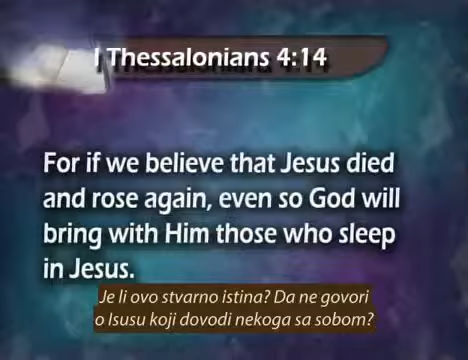 I Thessalonians 4:14
For if we believe that Jesus died
and rose again, even so God will
bring with Him those who sleep
in Jesus.
Je li ovo stvarno istina? Da ne govori
o Isusu koji dovodi nekoga sa sobom?